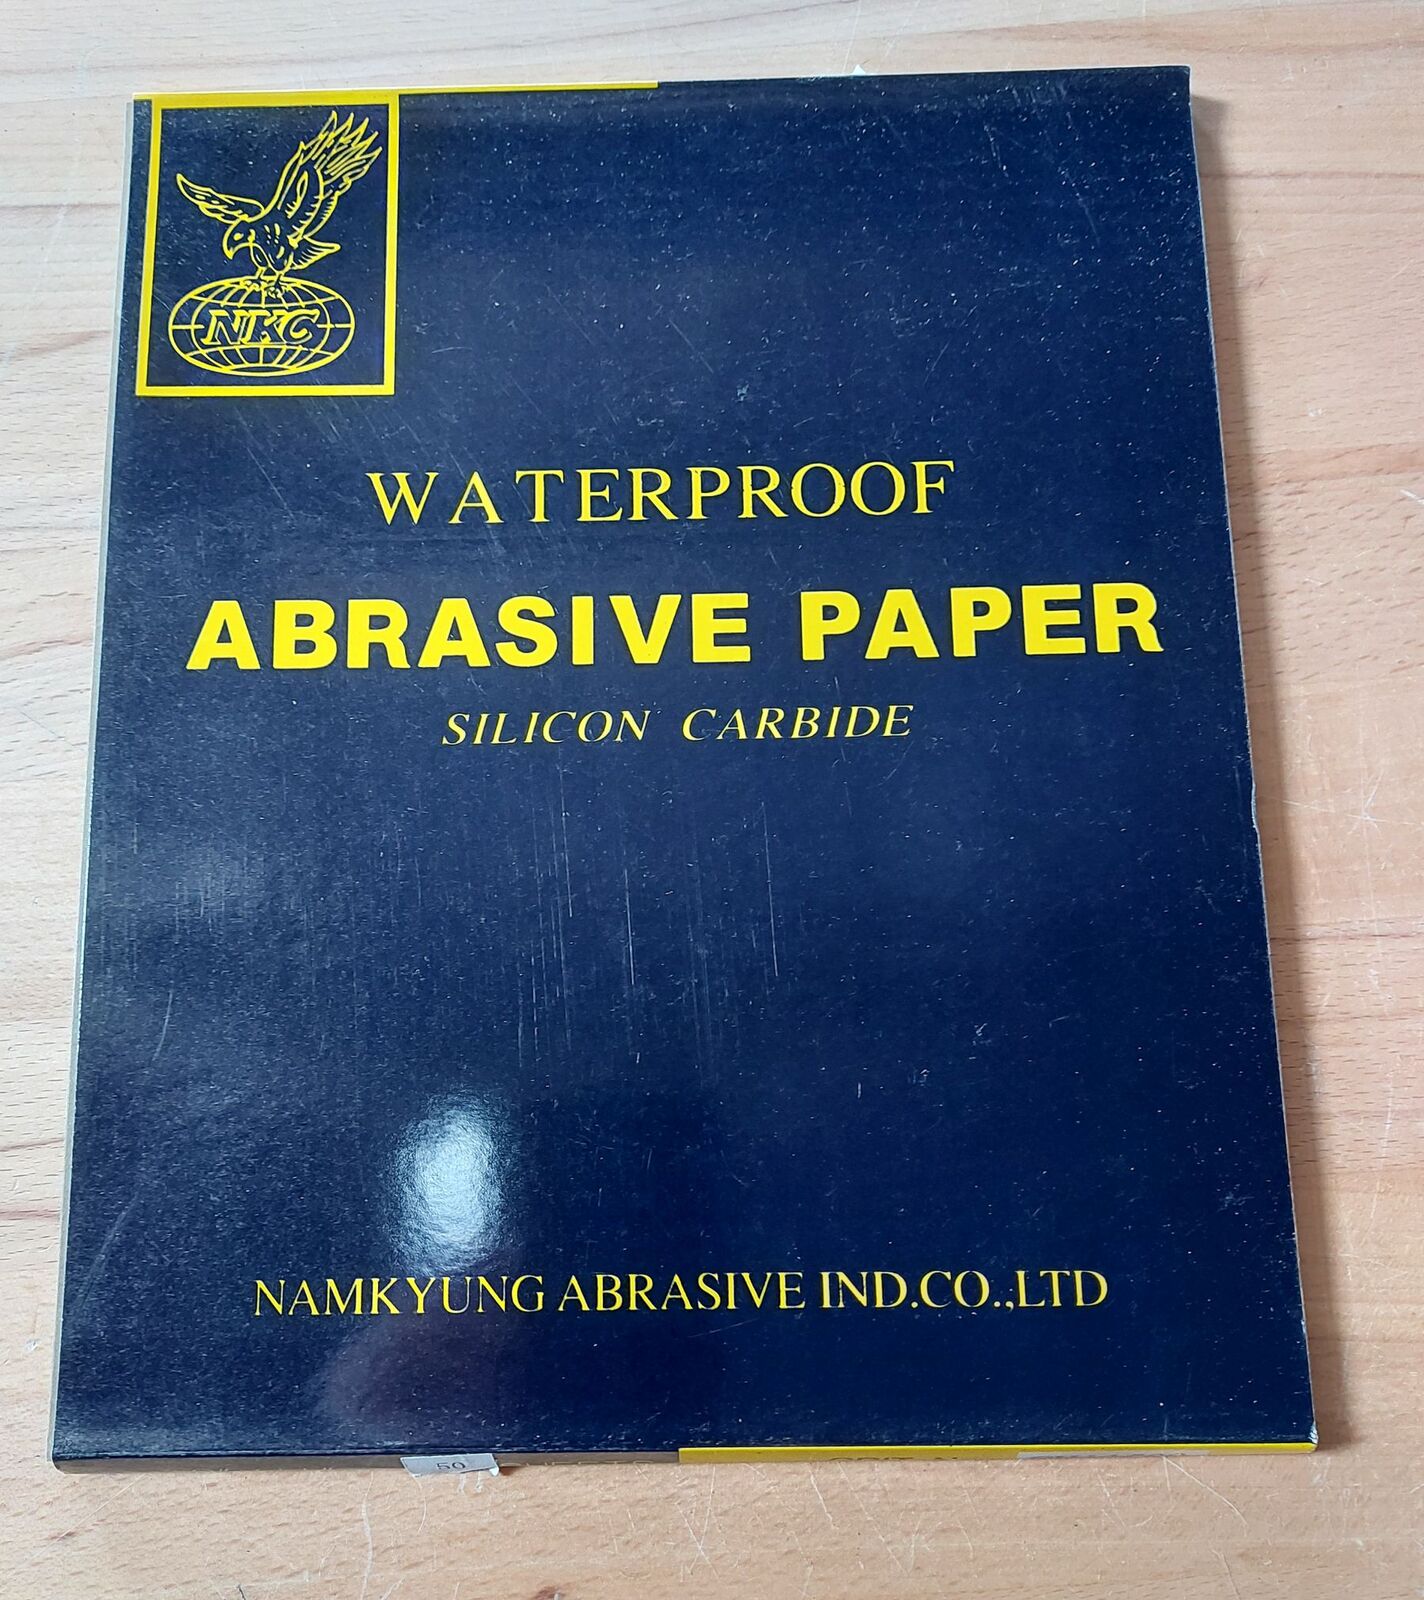 NKC
WATERPROOF
ABRASIVE PAPER
SILICON CARBIDE
NAMKYUNG ABRASIVE IND.CO.,LTD
50